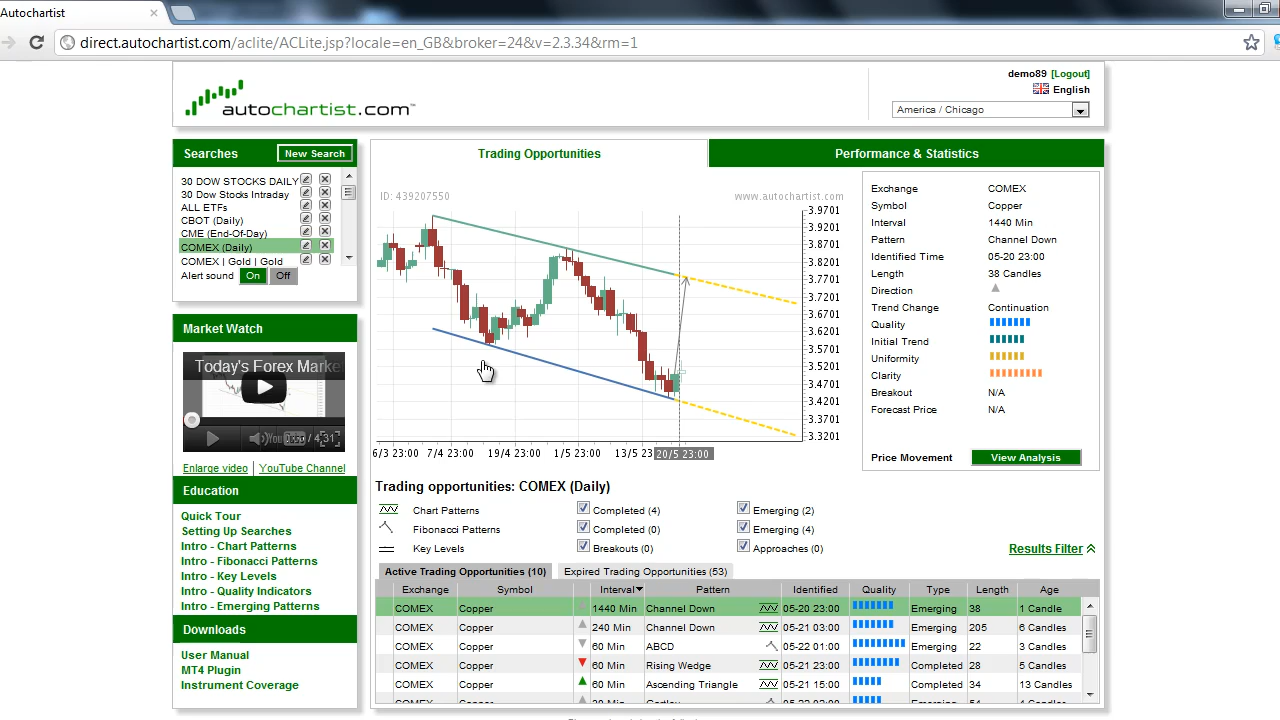 Autochartist
direct.autochartist.com/aclite/ACLite.jsp?locale=en_GB&broker=24&v=2.3.34&rm=1
autochartist.com™
demo89 [Logout]
English
America / Chicago
Searches
New Search
30 DOW STOCKS DAILY
30 Dow Stocks Intraday
ALL ETFs
CBOT (Daily)
CME (End-Of-Day)
COMEX (Daily)
COMEX | Gold | Gold
Alert sound On Off
Market Watch
Today's Forex Marke
4:31
Enlarge video | YouTube Channel
Education
Quick Tour
Setting Up Searches
Intro - Chart Patterns
Intro - Fibonacci Patterns
Intro - Key Levels
Intro - Quality Indicators
Intro - Emerging Patterns
Downloads
User Manual
MT4 Plugin
Instrument Coverage
Trading Opportunities
Performance & Statistics
ID: 439207550
www.autochartist.com
3.9701
3.9201
3.8701
3.8201
3.7701
3.7201
3.6701
3.6201
3.5701
3.5201
3.4701
3.4201
3.3701
3.3201
6/3 23:00 7/4 23:00 19/4 23:00 1/5 23:00 13/5 23 20/5 23:00
Exchange COMEX
Symbol Copper
Interval 1440 Min
Pattern Channel Down
Identified Time 05-20 23:00
Length 38 Candles
Direction
Trend Change Continuation
Quality
Initial Trend
Uniformity
Clarity
Breakout N/A
Forecast Price N/A
Price Movement View Analysis
Trading opportunities: COMEX (Daily)
Chart Patterns Completed (4) Emerging (2)
Fibonacci Patterns Completed (0) Emerging (4)
Key Levels Breakouts (0) Approaches (0)
Results Filter
Active Trading Opportunities (10) Expired Trading Opportunities (53)
Exchange Symbol Interval Pattern Identified Quality Type Length Age
COMEX Copper 1440 Min Channel Down 05-20 23:00 Emerging 38 1 Candle
COMEX Copper 240 Min Channel Down 05-21 03:00 Emerging 205 6 Candles
COMEX Copper 60 Min ABCD 05-22 01:00 Emerging 22 3 Candles
COMEX Copper 60 Min Rising Wedge 05-21 23:00 Completed 28 5 Candles
COMEX Copper 60 Min Ascending Triangle 05-21 15:00 Completed 34 13 Candles